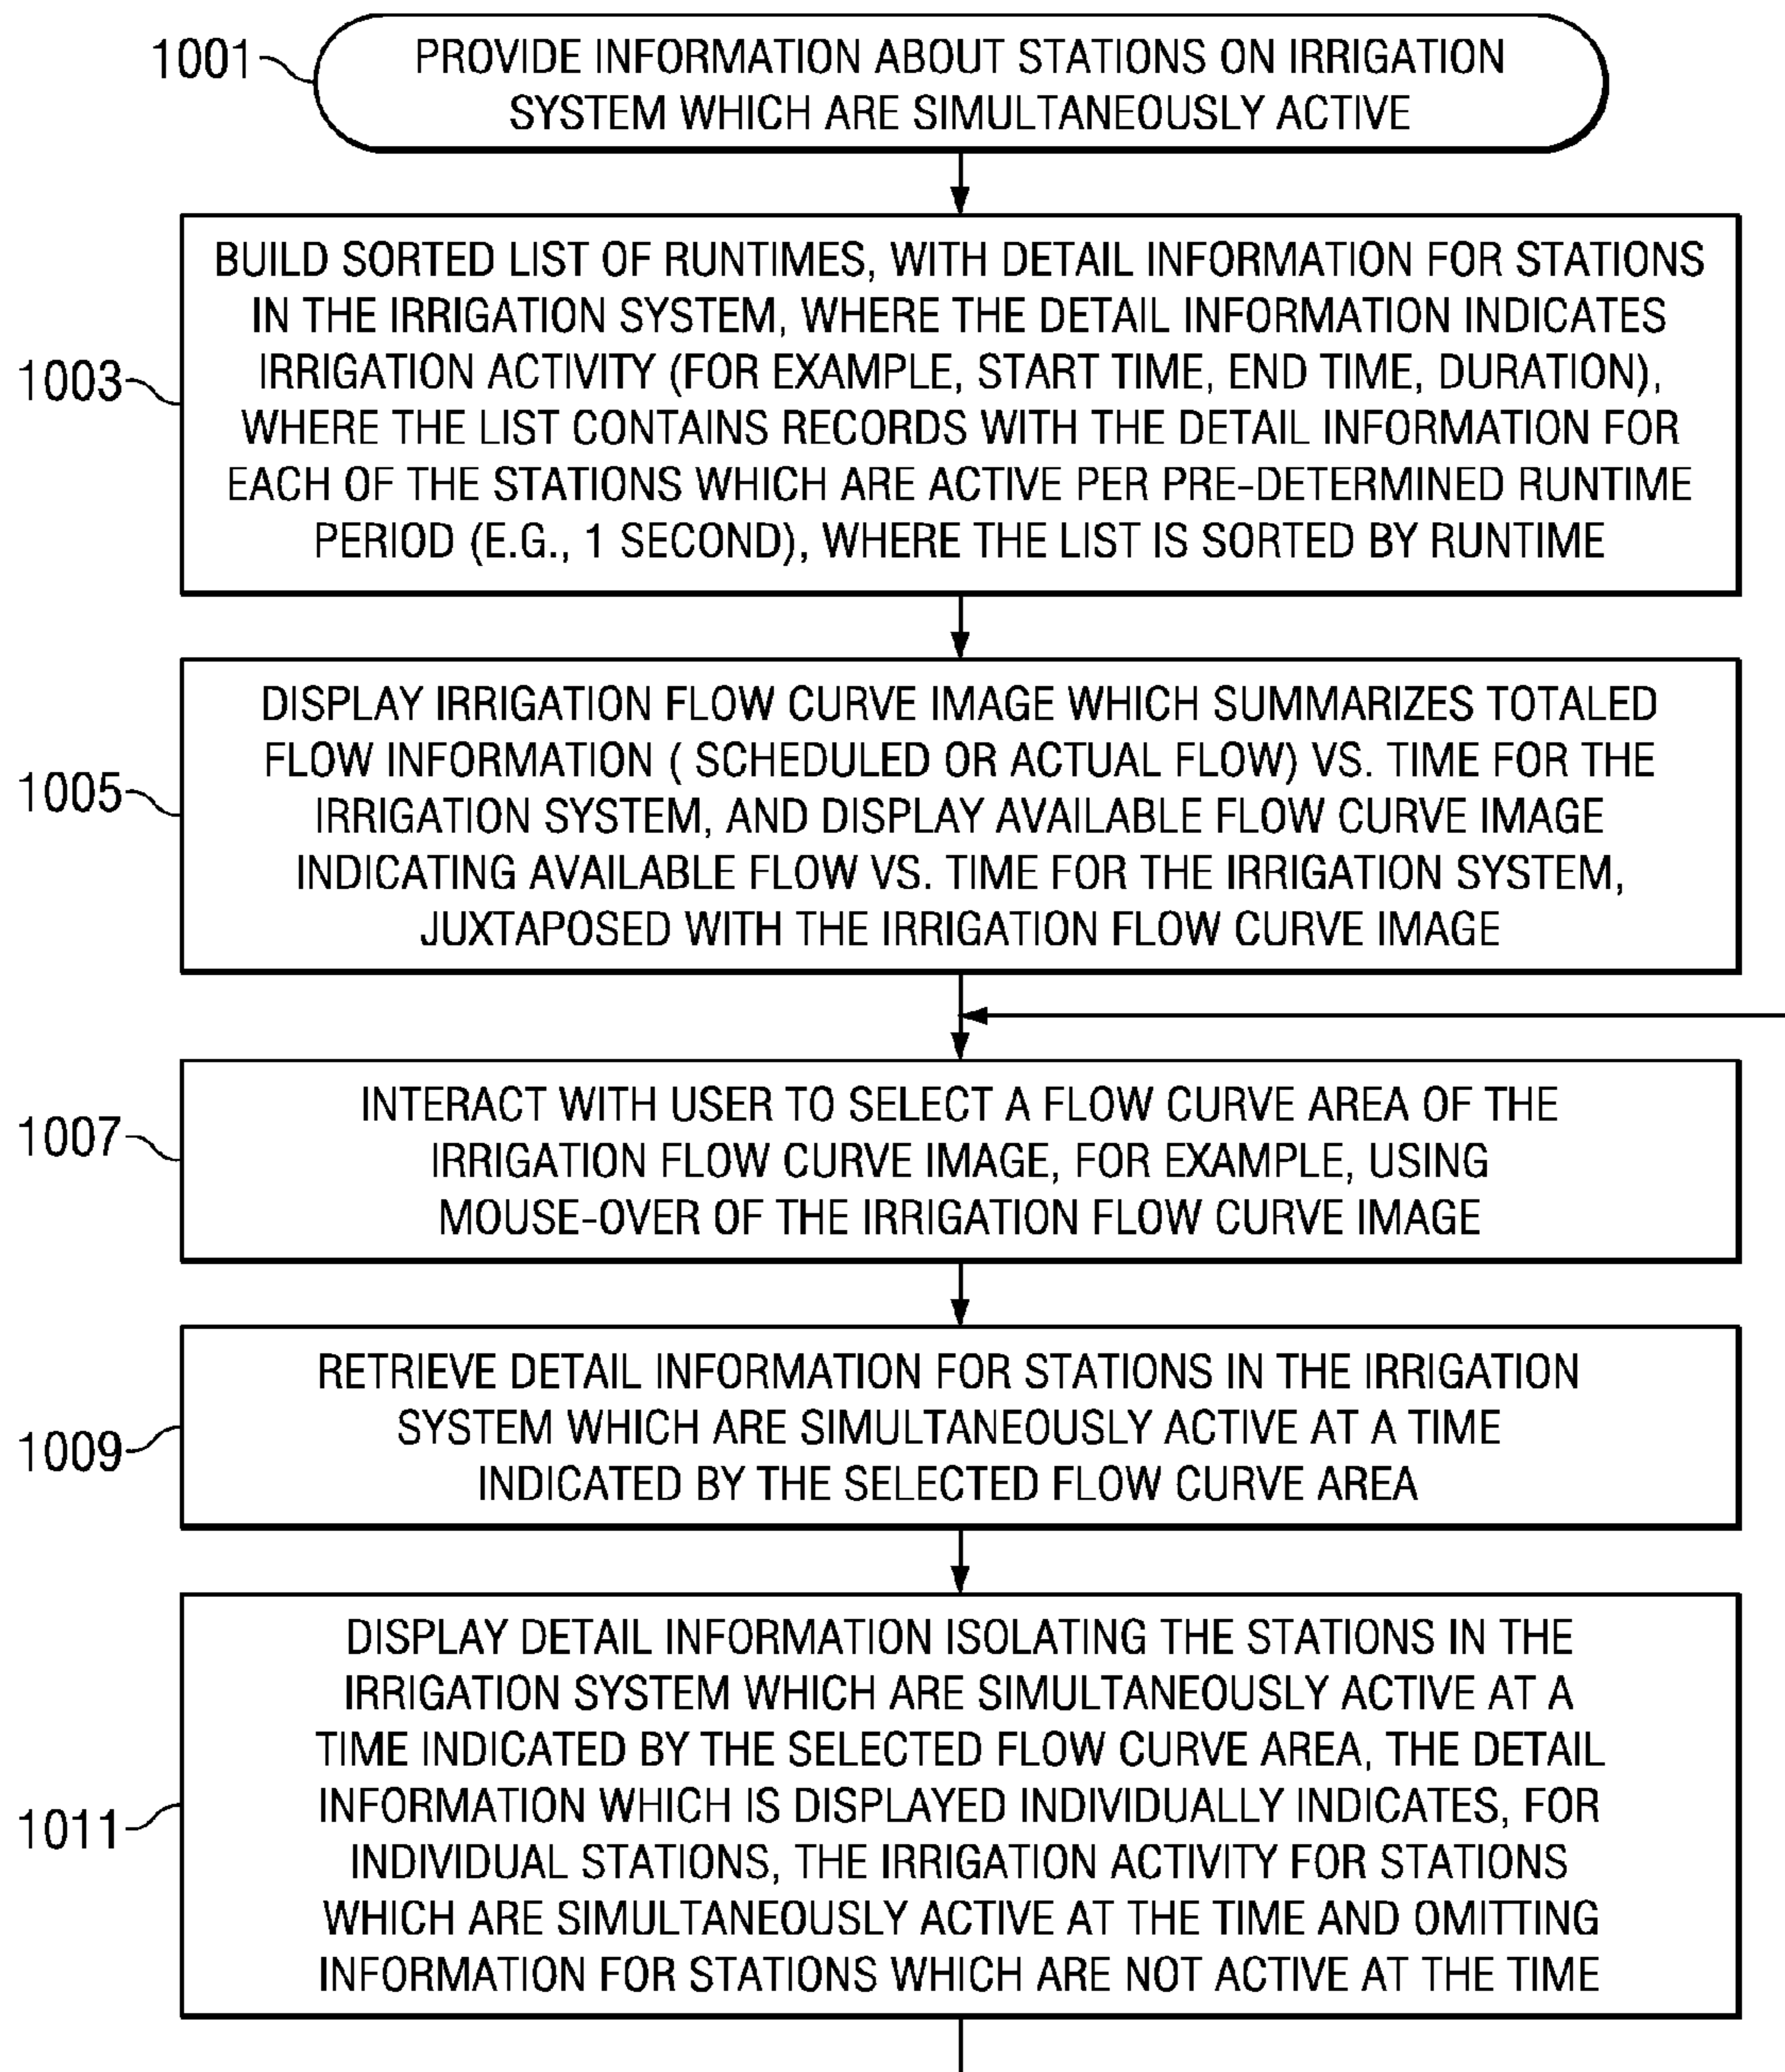 1001
PROVIDE INFORMATION ABOUT STATIONS ON IRRIGATION
SYSTEM WHICH ARE SIMULTANEOUSLY ACTIVE
1003
BUILD SORTED LIST OF RUNTIMES, WITH DETAIL INFORMATION FOR STATIONS
IN THE IRRIGATION SYSTEM, WHERE THE DETAIL INFORMATION INDICATES
IRRIGATION ACTIVITY (FOR EXAMPLE, START TIME, END TIME, DURATION),
WHERE THE LIST CONTAINS RECORDS WITH THE DETAIL INFORMATION FOR
EACH OF THE STATIONS WHICH ARE ACTIVE PER PRE-DETERMINED RUNTIME
PERIOD (E.G., 1 SECOND), WHERE THE LIST IS SORTED BY RUNTIME
1005
DISPLAY IRRIGATION FLOW CURVE IMAGE WHICH SUMMARIZES TOTALED
FLOW INFORMATION ( SCHEDULED OR ACTUAL FLOW) VS. TIME FOR THE
IRRIGATION SYSTEM, AND DISPLAY AVAILABLE FLOW CURVE IMAGE
INDICATING AVAILABLE FLOW VS. TIME FOR THE IRRIGATION SYSTEM,
JUXTAPOSED WITH THE IRRIGATION FLOW CURVE IMAGE
1007
INTERACT WITH USER TO SELECT A FLOW CURVE AREA OF THE
IRRIGATION FLOW CURVE IMAGE, FOR EXAMPLE, USING
MOUSE-OVER OF THE IRRIGATION FLOW CURVE IMAGE
1009
RETRIEVE DETAIL INFORMATION FOR STATIONS IN THE IRRIGATION
SYSTEM WHICH ARE SIMULTANEOUSLY ACTIVE AT A TIME
INDICATED BY THE SELECTED FLOW CURVE AREA
1011
DISPLAY DETAIL INFORMATION ISOLATING THE STATIONS IN THE
IRRIGATION SYSTEM WHICH ARE SIMULTANEOUSLY ACTIVE AT A
TIME INDICATED BY THE SELECTED FLOW CURVE AREA, THE DETAIL
INFORMATION WHICH IS DISPLAYED INDIVIDUALLY INDICATES, FOR
INDIVIDUAL STATIONS, THE IRRIGATION ACTIVITY FOR STATIONS
WHICH ARE SIMULTANEOUSLY ACTIVE AT THE TIME AND OMITTING
INFORMATION FOR STATIONS WHICH ARE NOT ACTIVE AT THE TIME